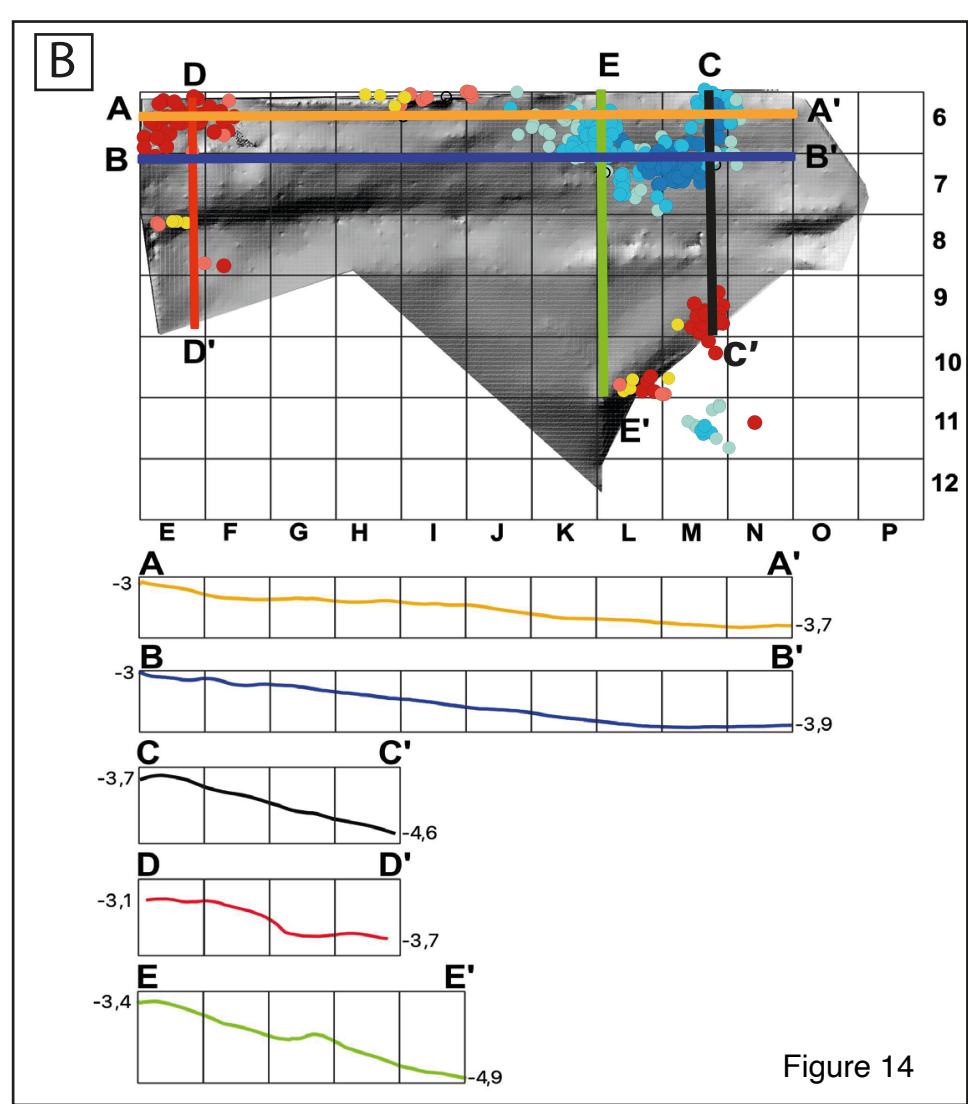 B
D E C
A A' 6
B B' 7
8
9
D' C' 10
E' 11
12
E F G H I J K L M N O P
A A'
-3 -3,7
B B'
-3 -3,9
C C'
-3,7 -4,6
D D'
-3,1 -3,7
E E'
-3,4 -4,9
Figure 14